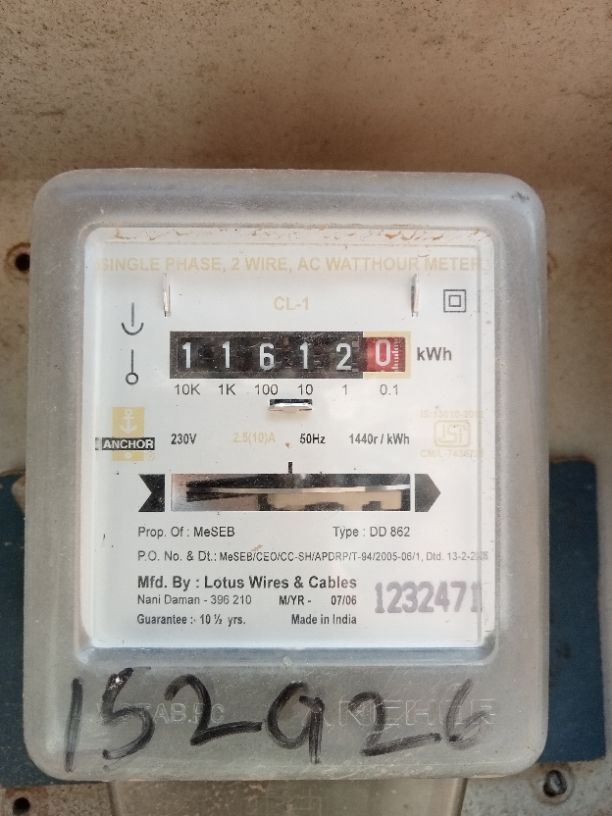 SINGLE PHASE, 2 WIRE, AC WATTHOUR METER
CL-1
1 1 6 1 2 0 kWh
10K 1K 100 10 1 0.1
ANCHOR 230V 2.5(10)A 50Hz 1440r / kWh
Prop. Of : MeSEB Type : DD 862
P.O. No. & Dt.: MeSEB/CEO/CC-SH/APDRP/T-94/2005-06/1, Dtd. 13-2-2006
Mfd. By : Lotus Wires & Cables
Nani Daman - 396 210 M/YR - 07/06 1232471
Guarantee :- 10 ½ yrs. Made in India
152926